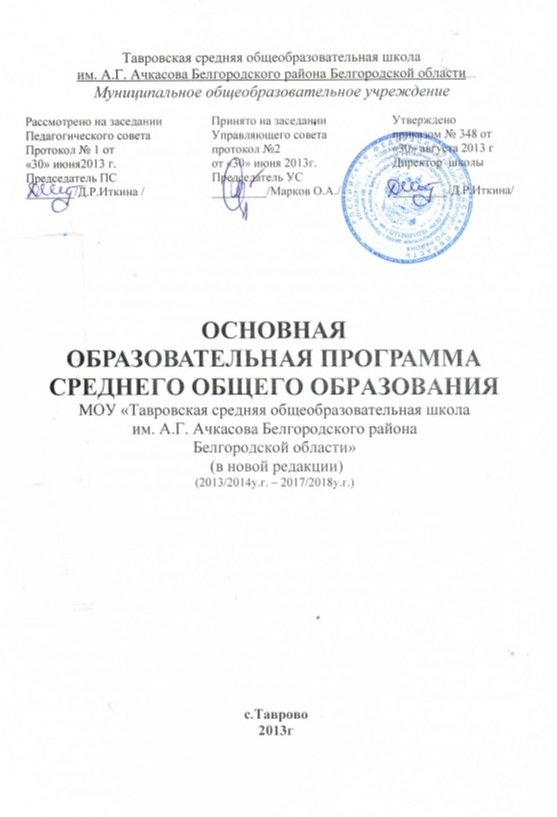 Тавровская средняя общеобразовательная школа
им. А.Г. Ачкасова Белгородского района Белгородской области
Муниципальное общеобразовательное учреждение
Рассмотрено на заседании
Педагогического совета
Протокол № 1 от
«30» июня2013 г.
Председатель ПС
/Д.Р.Иткина /
Принято на заседании
Управляющего совета
протокол №2
от «30» июня 2013г.
Председатель УС
/Марков О.А./
Утверждено
приказом № 348 от
«30» августа 2013 г
Директор школы
/Д.Р.Иткина/
ОСНОВНАЯ
ОБРАЗОВАТЕЛЬНАЯ ПРОГРАММА
СРЕДНЕГО ОБЩЕГО ОБРАЗОВАНИЯ
МОУ «Тавровская средняя общеобразовательная школа
им. А.Г. Ачкасова Белгородского района
Белгородской области»
(в новой редакции)
(2013/2014у.г. – 2017/2018у.г.)
с.Таврово
2013г